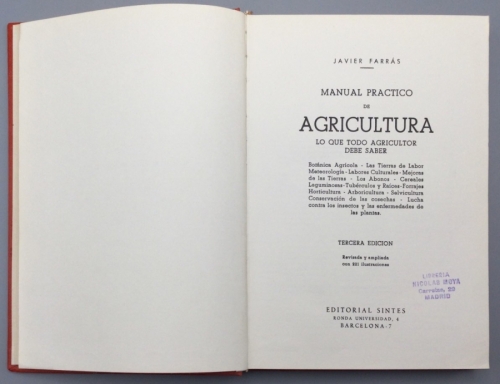 JAVIER FARRÁS
MANUAL PRACTICO
DE
AGRICULTURA
LO QUE TODO AGRICULTOR
DEBE SABER
Botánica Agrícola - Las Tierras de Labor
Meteorología - Labores Culturales - Mejoras
de las Tierras - Los Abonos - Cereales
Leguminosas - Tubérculos y Raíces - Forrajes
Horticultura - Arboricultura - Selvicultura
Conservación de las cosechas - Lucha
contra los insectos y las enfermedades de
las plantas.
TERCERA EDICION
Revisada y ampliada
con ilustraciones
EDITORIAL SINTES
RONDA UNIVERSIDAD, 4
BARCELONA-7
LIBRERIA
NICOLAS MOYA
Carretas, 29
MADRID